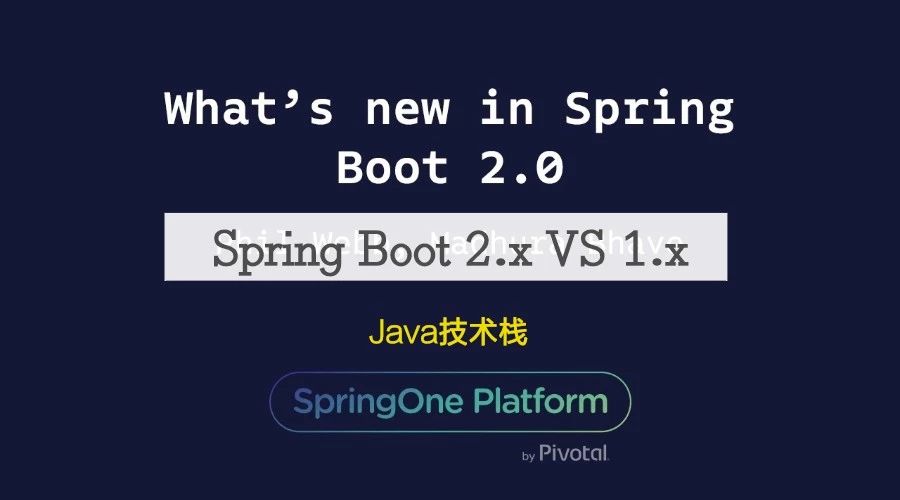 What’s new in Spring
Boot 2.0
Spring Boot 2.x VS 1.x
Java技术栈
SpringOne Platform
by Pivotal.